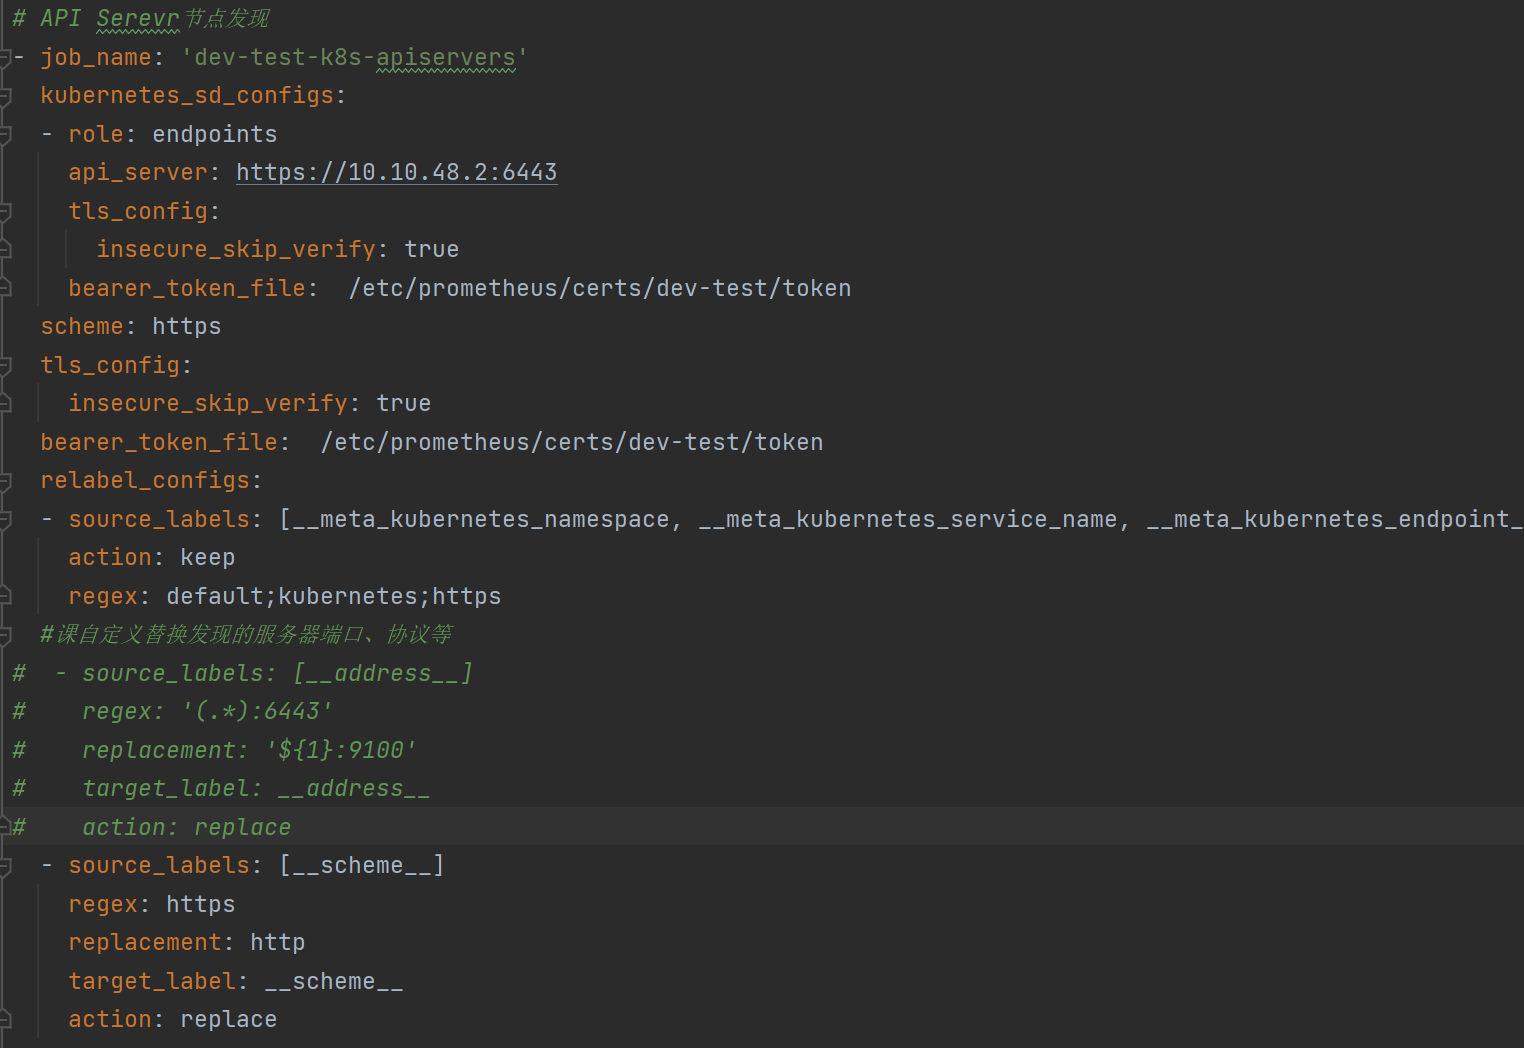 # API Serevr节点发现
- job_name: 'dev-test-k8s-apiservers'
  kubernetes_sd_configs:
  - role: endpoints
    api_server: https://10.10.48.2:6443
    tls_config:
      insecure_skip_verify: true
    bearer_token_file:  /etc/prometheus/certs/dev-test/token
  scheme: https
  tls_config:
    insecure_skip_verify: true
  bearer_token_file:  /etc/prometheus/certs/dev-test/token
  relabel_configs:
  - source_labels: [__meta_kubernetes_namespace, __meta_kubernetes_service_name, __meta_kubernetes_endpoint_
    action: keep
    regex: default;kubernetes;https
  #课自定义替换发现的服务器端口、协议等
#  - source_labels: [__address__]
#    regex: '(.*):6443'
#    replacement: '${1}:9100'
#    target_label: __address__
#    action: replace
  - source_labels: [__scheme__]
    regex: https
    replacement: http
    target_label: __scheme__
    action: replace